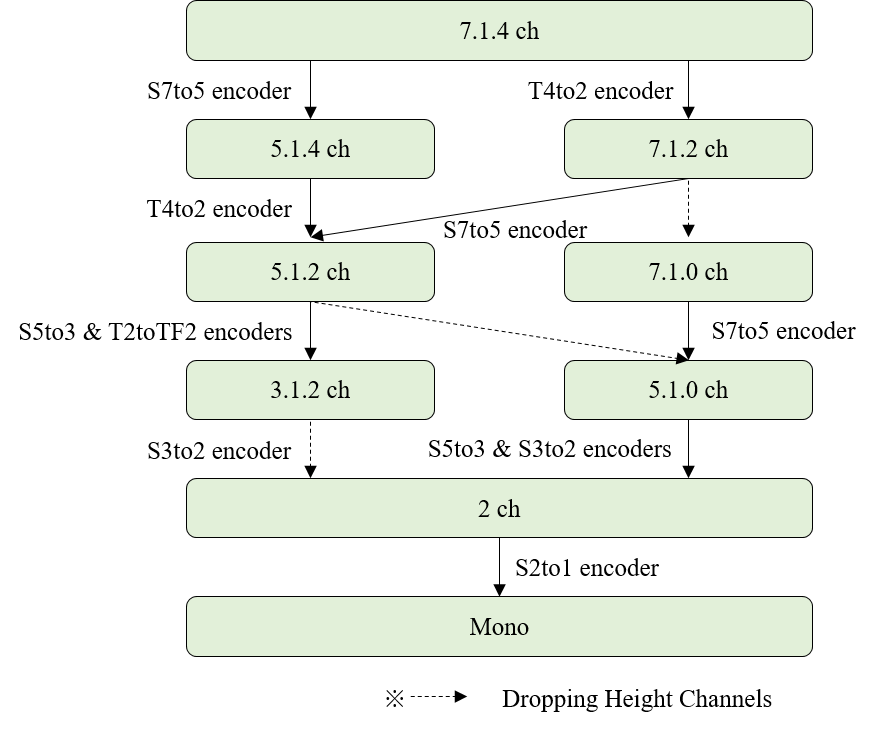 7.1.4 ch
S7to5 encoder
T4to2 encoder
5.1.4 ch
7.1.2 ch
T4to2 encoder
S7to5 encoder
5.1.2 ch
7.1.0 ch
S5to3 & T2toTF2 encoders
S7to5 encoder
3.1.2 ch
5.1.0 ch
S3to2 encoder
S5to3 & S3to2 encoders
2 ch
S2to1 encoder
Mono
※ Dropping Height Channels